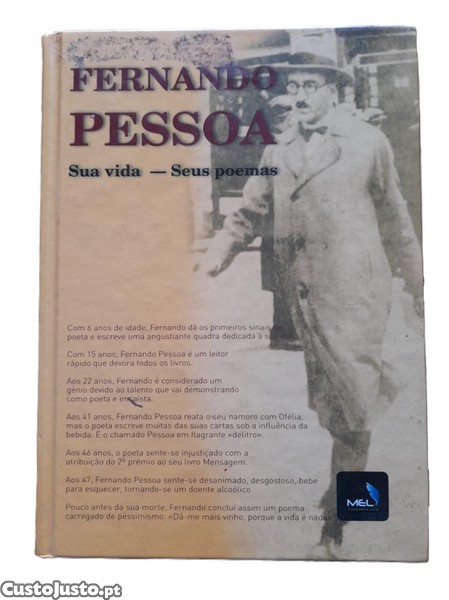 FERNANDO
PESSOA
Sua vida — Seus poemas
Com 6 anos de idade, Fernando dá os primeiros sinais de
poeta e escreve uma angustiante quadra dedicada à sua
Com 15 anos, Fernando Pessoa é um leitor
rápido que devora todos os livros.
Aos 22 anos, Fernando é considerado um
génio devido ao talento que vai demonstrando
como poeta e ensaísta.
Aos 41 anos, Fernando Pessoa reata o seu namoro com Ofélia,
mas o poeta escreve muitas das suas cartas sob a influência da
bebida. É o chamado Pessoa em flagrante «delitro».
Aos 46 anos, o poeta sente-se injustiçado com a
atribuição do 2º prémio ao seu livro Mensagem.
Aos 47, Fernando Pessoa sente-se desanimado, desgostoso, bebe
para esquecer, tornando-se um doente alcoólico.
Pouco antes da sua morte, Fernando conclui assim um poema
carregado de pessimismo: «Dá-me mais vinho, porque a vida é nada»
MEL
CustoJusto.pt